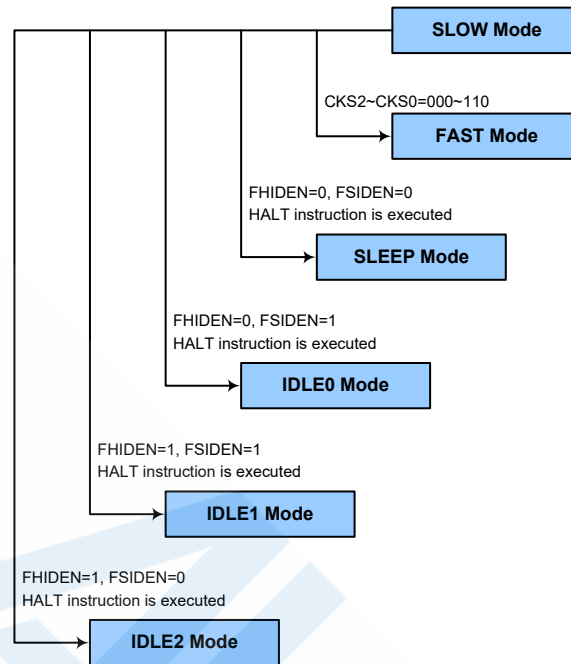 SLOW Mode
CKS2~CKS0=000~110
FAST Mode
FHIDEN=0, FSIDEN=0
HALT instruction is executed
SLEEP Mode
FHIDEN=0, FSIDEN=1
HALT instruction is executed
IDLE0 Mode
FHIDEN=1, FSIDEN=1
HALT instruction is executed
IDLE1 Mode
FHIDEN=1, FSIDEN=0
HALT instruction is executed
IDLE2 Mode